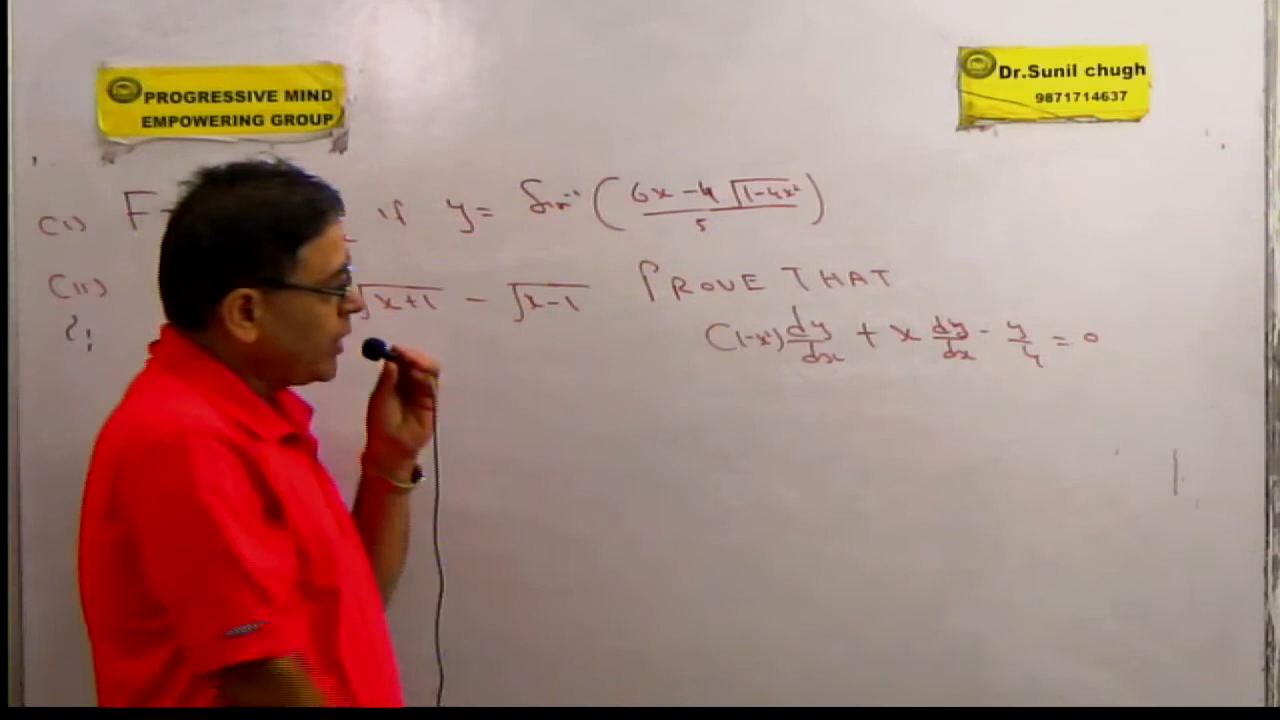 PROGRESSIVE MIND
EMPOWERING GROUP
Dr.Sunil chugh
9871714637
(i) F if y = Sin⁻¹ ( (6x - 4 √(1-4x²)) / 5 )
(ii) √(x+1) - √(x-1) PROVE THAT
(1-x²) dy/dx + x dy/dx - y/4 = 0